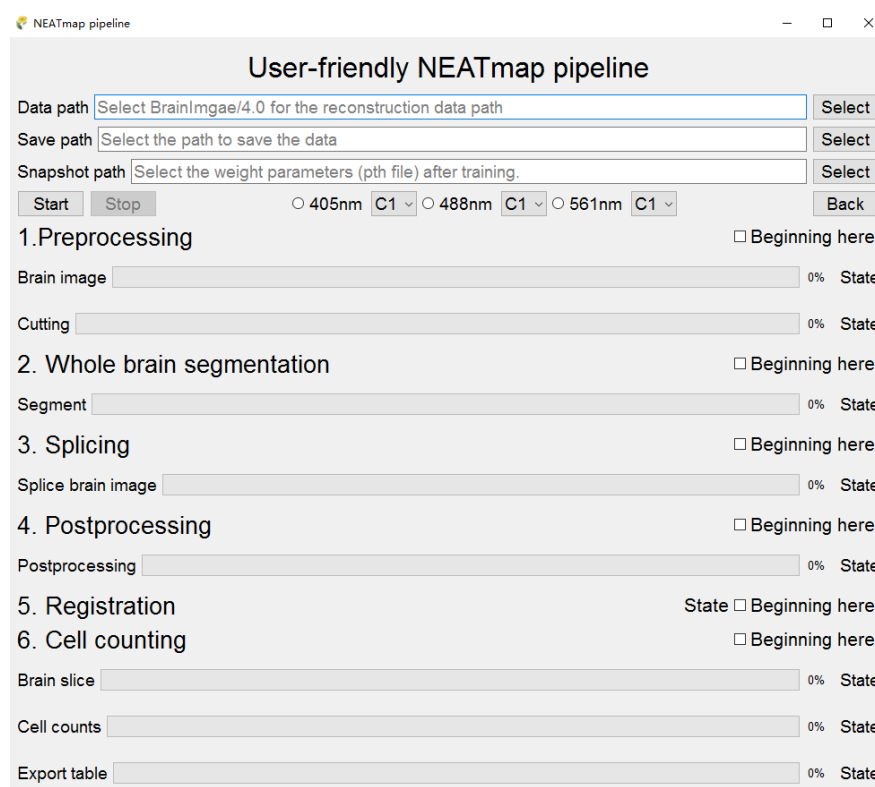 NEATmap pipeline
User-friendly NEATmap pipeline
Data path Select BrainImgae/4.0 for the reconstruction data path Select
Save path Select the path to save the data Select
Snapshot path Select the weight parameters (pth file) after training. Select
Start Stop 405nm C1 488nm C1 561nm C1 Back
1.Preprocessing Beginning here
Brain image 0% State
Cutting 0% State
2. Whole brain segmentation Beginning here
Segment 0% State
3. Splicing Beginning here
Splice brain image 0% State
4. Postprocessing Beginning here
Postprocessing 0% State
5. Registration State Beginning here
6. Cell counting Beginning here
Brain slice 0% State
Cell counts 0% State
Export table 0% State